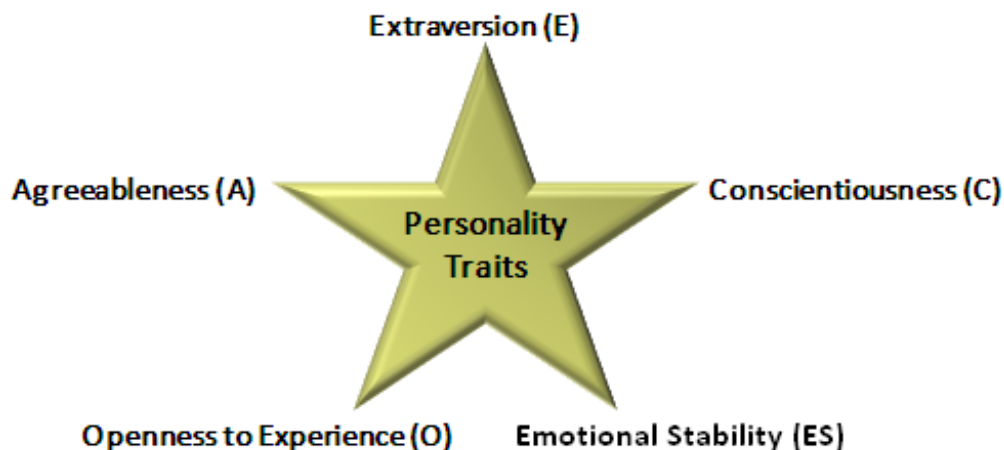 Extraversion (E)
Agreeableness (A)
Conscientiousness (C)
Personality
Traits
Openness to Experience (O)
Emotional Stability (ES)